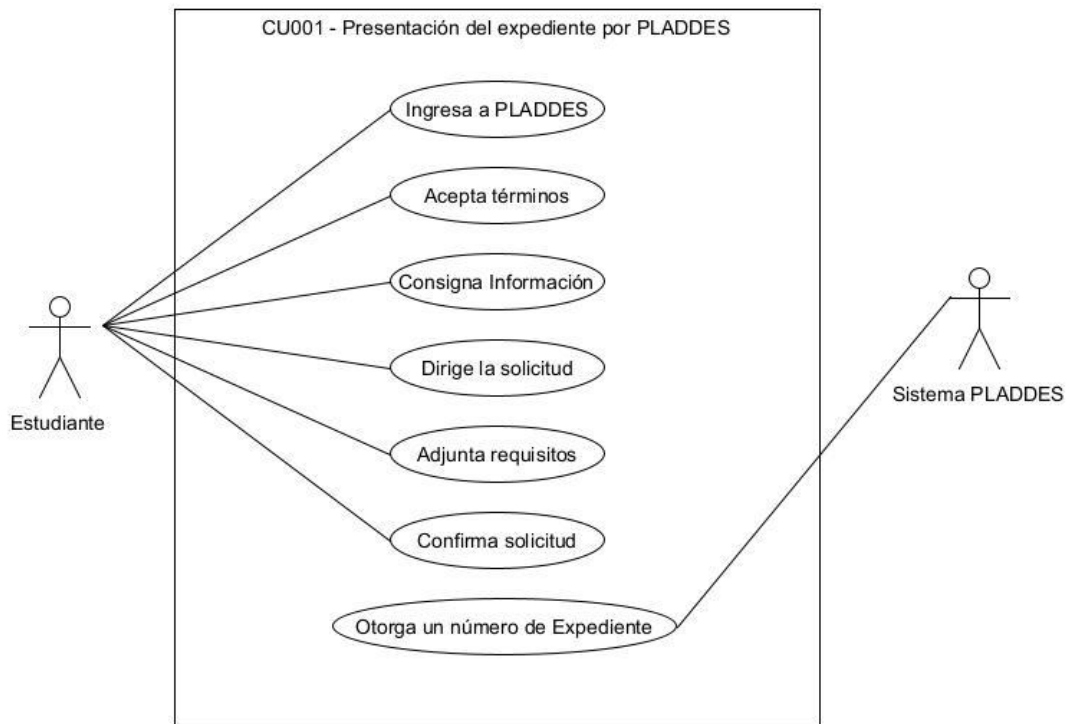 CU001 - Presentación del expediente por PLADDES
Ingresa a PLADDES
Acepta términos
Consigna Información
Dirige la solicitud
Adjunta requisitos
Confirma solicitud
Otorga un número de Expediente
Estudiante
Sistema PLADDES